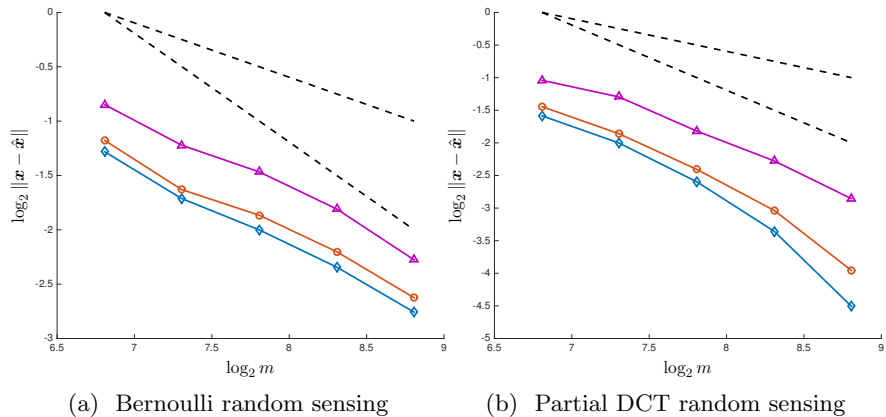 0
-0.5
-1
-1.5
-2
-2.5
-3
log₂ ‖x − x̂‖
6.5 7 7.5 8 8.5 9
log₂ m
(a) Bernoulli random sensing
0
-0.5
-1
-1.5
-2
-2.5
-3
-3.5
-4
-4.5
-5
log₂ ‖x − x̂‖
6.5 7 7.5 8 8.5 9
log₂ m
(b) Partial DCT random sensing